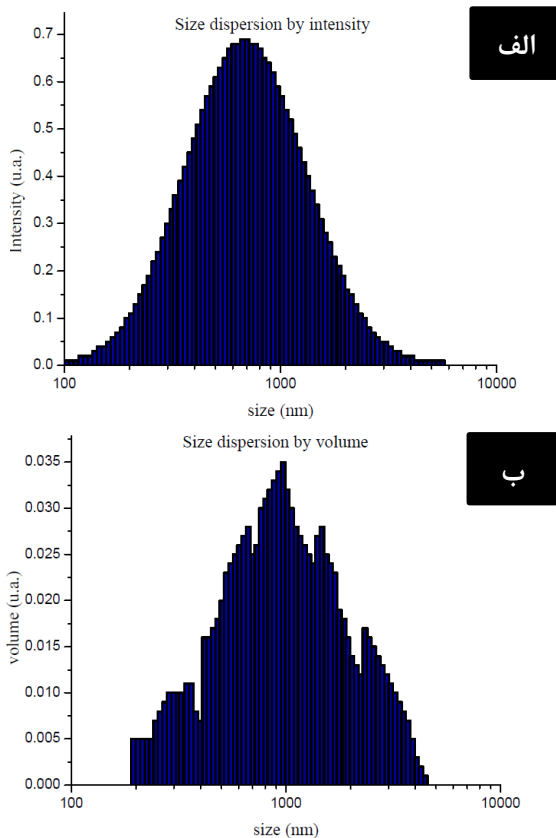 Size dispersion by intensity
الف
Intensity (u.a.)
0.7
0.6
0.5
0.4
0.3
0.2
0.1
0.0
100
1000
10000
size (nm)
Size dispersion by volume
ب
volume (u.a.)
0.035
0.030
0.025
0.020
0.015
0.010
0.005
0.000
100
1000
10000
size (nm)